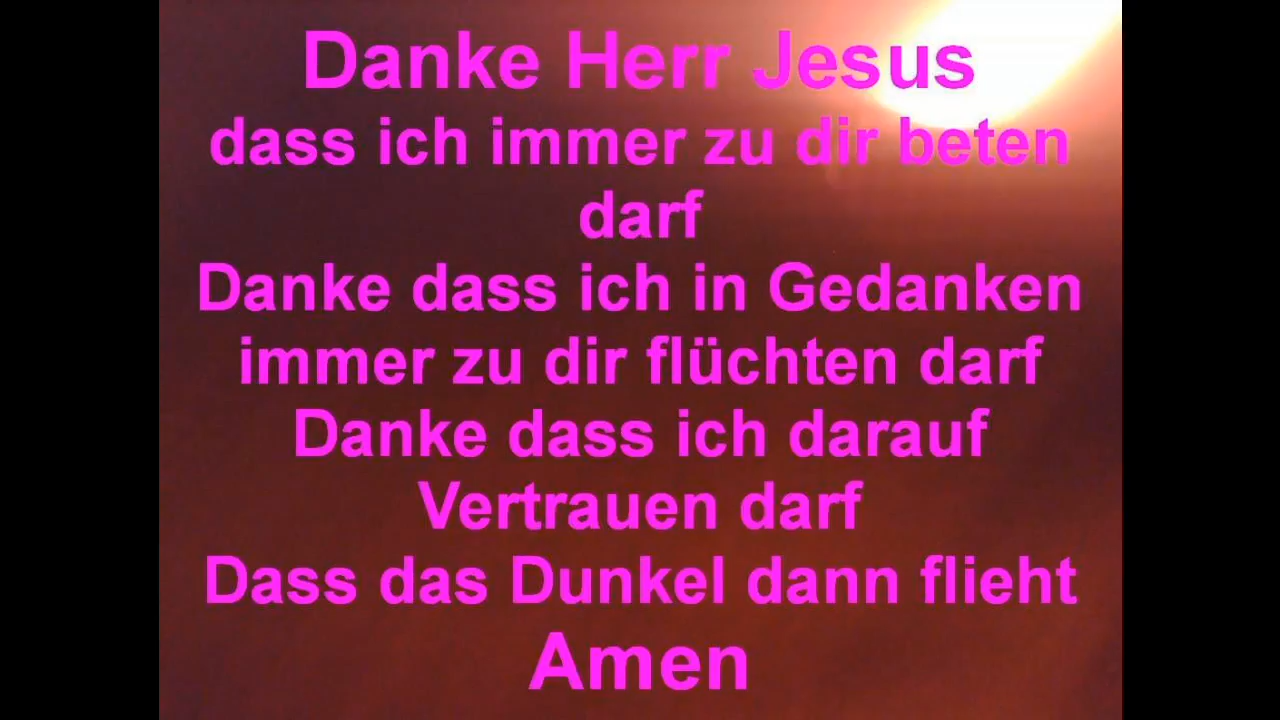 Danke Herr Jesus
dass ich immer zu dir beten
darf
Danke dass ich in Gedanken
immer zu dir flüchten darf
Danke dass ich darauf
Vertrauen darf
Dass das Dunkel dann flieht
Amen